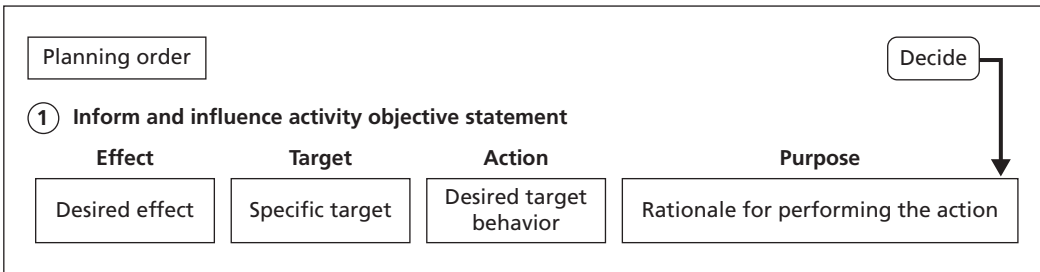 Planning order
Decide
1 Inform and influence activity objective statement
Effect Target Action Purpose
Desired effect Specific target Desired target behavior Rationale for performing the action